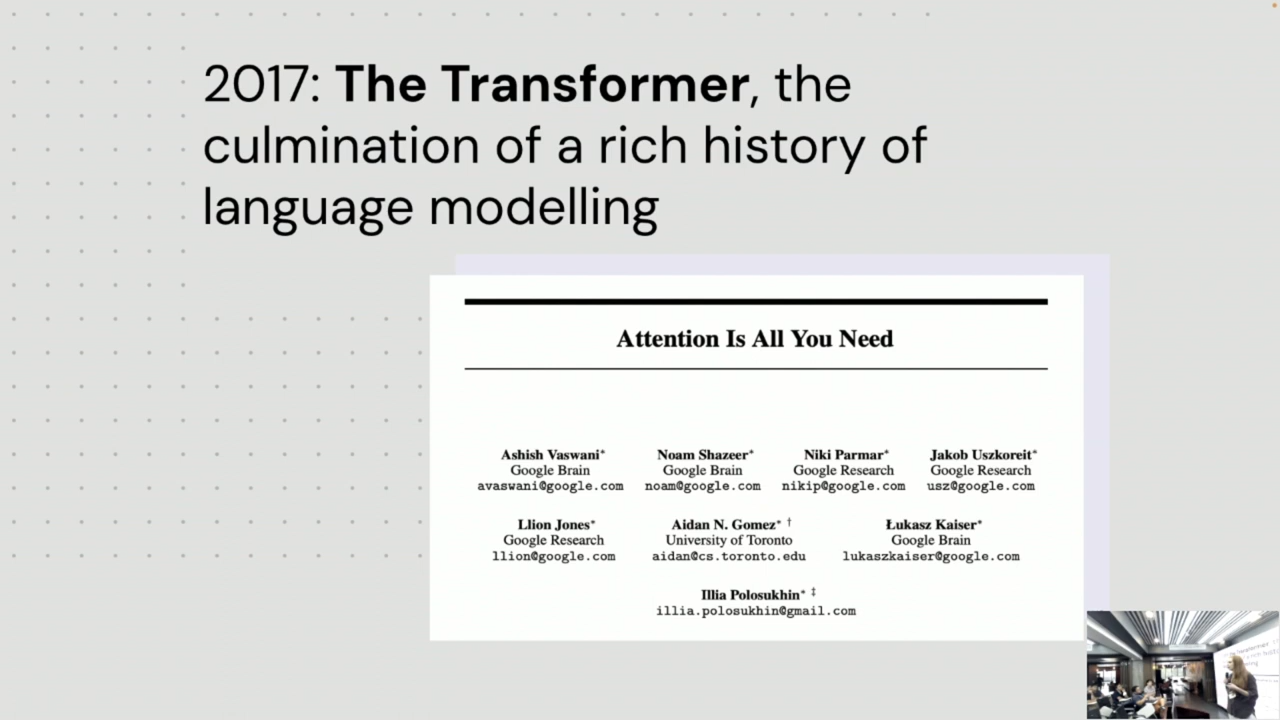 2017: The Transformer, the
culmination of a rich history of
language modelling
Attention Is All You Need
Ashish Vaswani* Noam Shazeer* Niki Parmar* Jakob Uszkoreit*
Google Brain Google Brain Google Research Google Research
avaswani@google.com noam@google.com nikip@google.com usz@google.com
Llion Jones* Aidan N. Gomez* † Łukasz Kaiser*
Google Research University of Toronto Google Brain
llion@google.com aidan@cs.toronto.edu lukaszkaiser@google.com
Illia Polosukhin* ‡
illia.polosukhin@gmail.com